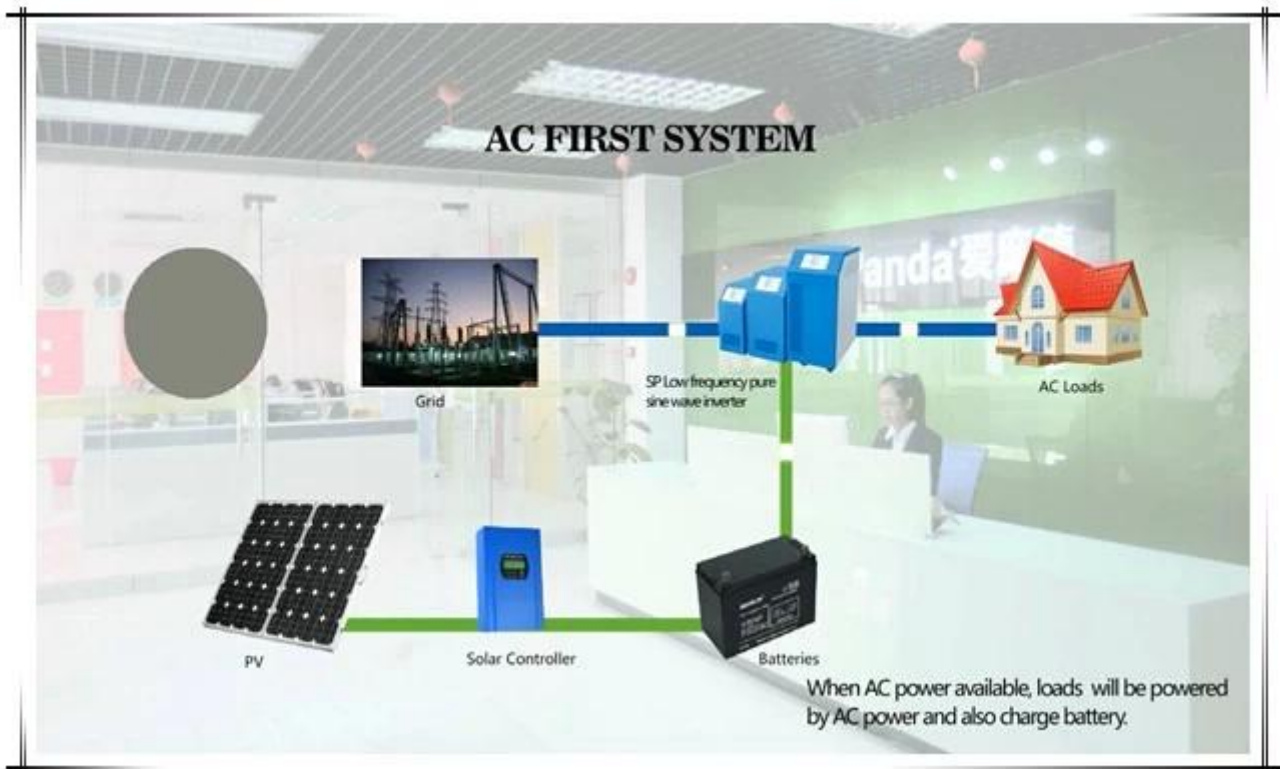 AC FIRST SYSTEM
Grid
SP Low frequency pure
sine wave inverter
AC Loads
PV
Solar Controller
Batteries
When AC power available, loads will be powered
by AC power and also charge battery.